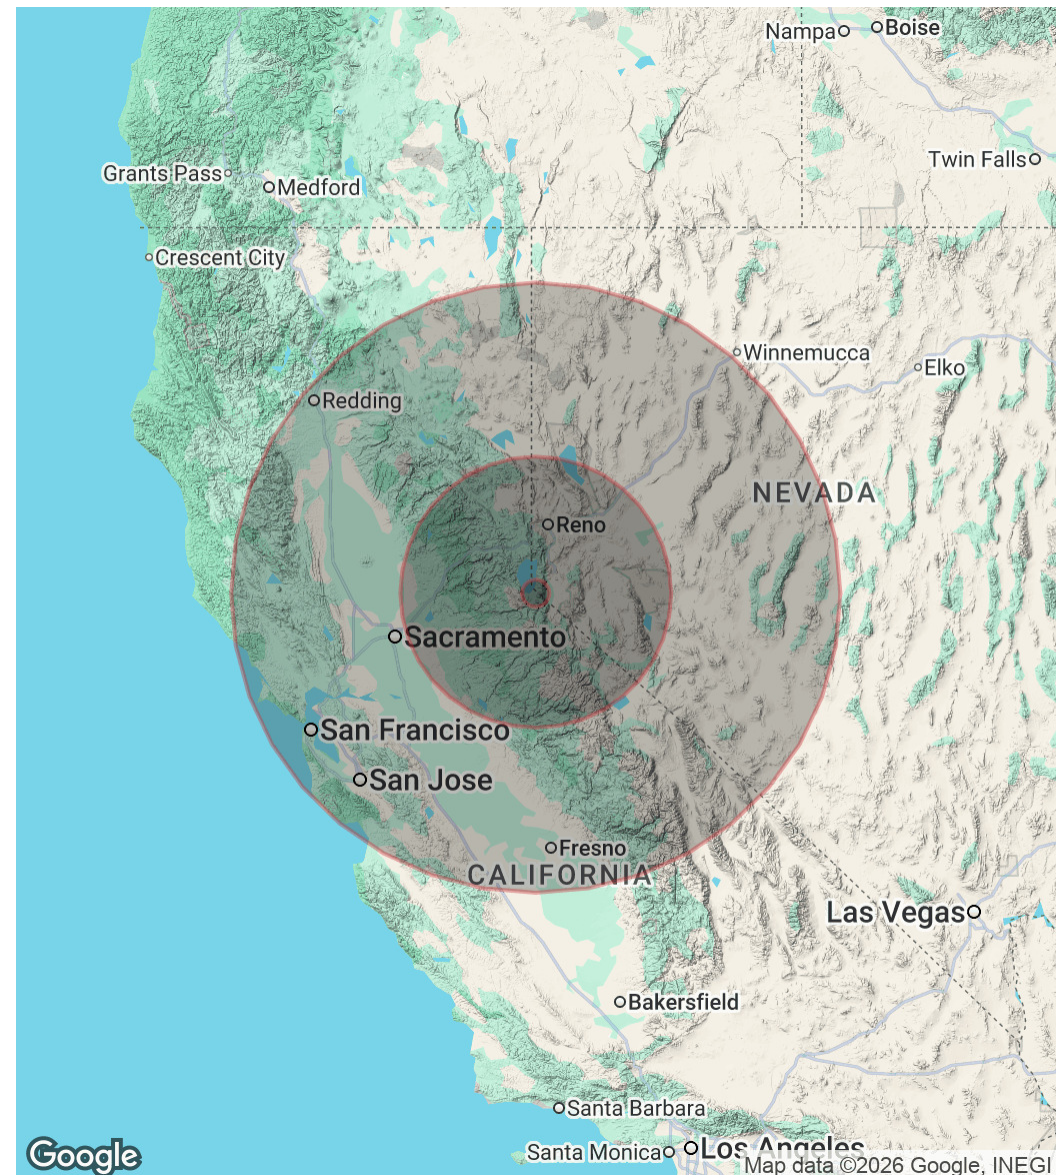 Nampa
Boise
Twin Falls
Grants Pass
Medford
Crescent City
Winnemucca
Elko
Redding
NEVADA
Reno
Sacramento
San Francisco
San Jose
Fresno
CALIFORNIA
Las Vegas
Bakersfield
Santa Barbara
Santa Monica
Los Angeles
Google
Map data ©2026 Google, INEGI